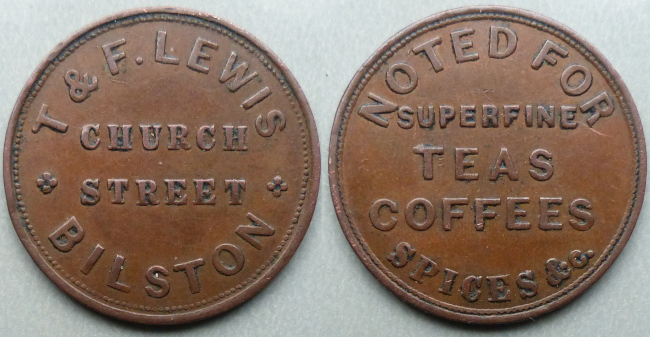 T & F. LEWIS
CHURCH
STREET
BILSTON
NOTED FOR
SUPERFINE
TEAS
COFFEES
SPICES &c.